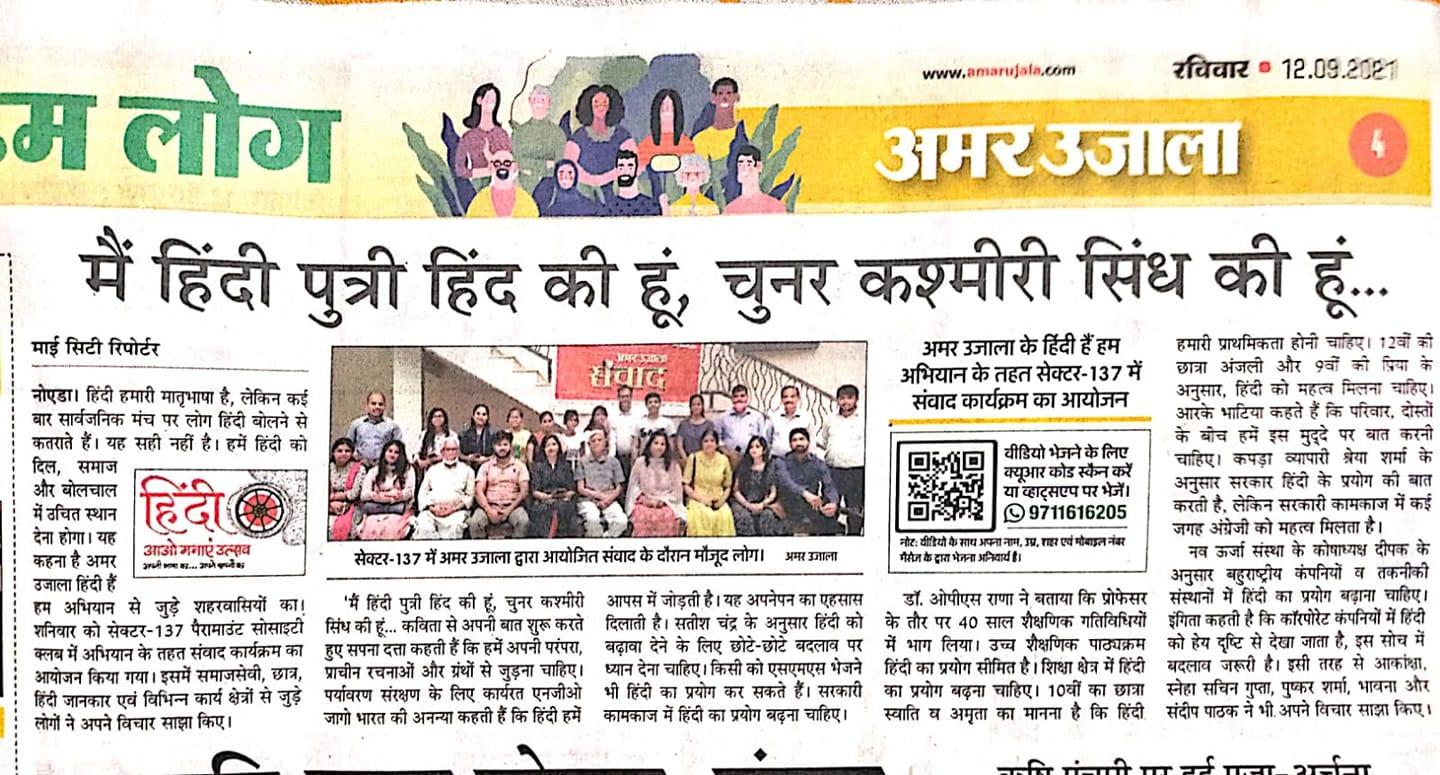 हम लोग
www.amarujala.com
रविवार • 12.09.2021
अमर उजाला
4
मैं हिंदी पुत्री हिंद की हूं, चुनर कश्मीरी सिंध की हूं...
माई सिटी रिपोर्टर
नोएडा। हिंदी हमारी मातृभाषा है, लेकिन कई
बार सार्वजनिक मंच पर लोग हिंदी बोलने से
कतराते हैं। यह सही नहीं है। हमें हिंदी को
दिल, समाज
और बोलचाल
में उचित स्थान
देना होगा। यह
कहना है अमर
उजाला हिंदी हैं
हम अभियान से जुड़े शहरवासियों का।
शनिवार को सेक्टर-137 पैरामाउंट सोसाइटी
क्लब में अभियान के तहत संवाद कार्यक्रम का
आयोजन किया गया। इसमें समाजसेवी, छात्र,
हिंदी जानकार एवं विभिन्न कार्य क्षेत्रों से जुड़े
लोगों ने अपने विचार साझा किए।
हिंदी
आओ मनाएं उत्सव
अमर उजाला
संवाद
सेक्टर-137 में अमर उजाला द्वारा आयोजित संवाद के दौरान मौजूद लोग। अमर उजाला
'मैं हिंदी पुत्री हिंद की हूं, चुनर कश्मीरी
सिंध की हूं... कविता से अपनी बात शुरू करते
हुए सपना दत्ता कहती हैं कि हमें अपनी परंपरा,
प्राचीन रचनाओं और ग्रंथों से जुड़ना चाहिए।
पर्यावरण संरक्षण के लिए कार्यरत एनजीओ
जागो भारत की अनन्या कहती हैं कि हिंदी हमें
आपस में जोड़ती है। यह अपनेपन का एहसास
दिलाती है। सतीश चंद्र के अनुसार हिंदी को
बढ़ावा देने के लिए छोटे-छोटे बदलाव पर
ध्यान देना चाहिए। किसी को एसएमएस भेजने
भी हिंदी का प्रयोग कर सकते हैं। सरकारी
कामकाज में हिंदी का प्रयोग बढ़ना चाहिए।
अमर उजाला के हिंदी हैं हम
अभियान के तहत सेक्टर-137 में
संवाद कार्यक्रम का आयोजन
वीडियो भेजने के लिए
क्यूआर कोड स्कैन करें
या व्हाट्सएप पर भेजें।
9711616205
नोट: वीडियो के साथ अपना नाम, उम्र, शहर एवं मोबाइल नंबर
मैसेज के द्वारा भेजना अनिवार्य है।
डॉ. ओपीएस राणा ने बताया कि प्रोफेसर
के तौर पर 40 साल शैक्षणिक गतिविधियों
में भाग लिया। उच्च शैक्षणिक पाठ्यक्रम
हिंदी का प्रयोग सीमित है। शिक्षा क्षेत्र में हिंदी
का प्रयोग बढ़ना चाहिए। 10वीं का छात्रा
स्वाति व अमृता का मानना है कि हिंदी
हमारी प्राथमिकता होनी चाहिए। 12वीं की
छात्रा अंजली और 9वीं को प्रिया के
अनुसार, हिंदी को महत्व मिलना चाहिए।
आरके भाटिया कहते हैं कि परिवार, दोस्तों
के बीच हमें इस मुद्दे पर बात करनी
चाहिए। कपड़ा व्यापारी श्रेया शर्मा के
अनुसार सरकार हिंदी के प्रयोग की बात
करती है, लेकिन सरकारी कामकाज में कई
जगह अंग्रेजी को महत्व मिलता है।
नव ऊर्जा संस्था के कोषाध्यक्ष दीपक के
अनुसार बहुराष्ट्रीय कंपनियों व तकनीकी
संस्थानों में हिंदी का प्रयोग बढ़ाना चाहिए।
इंगिता कहती है कि कॉरपोरेट कंपनियों में हिंदी
को हेय दृष्टि से देखा जाता है, इस सोच में
बदलाव जरूरी है। इसी तरह से आकांक्षा,
स्नेहा सचिन गुप्ता, पुष्कर शर्मा, भावना और
संदीप पाठक ने भी अपने विचार साझा किए।